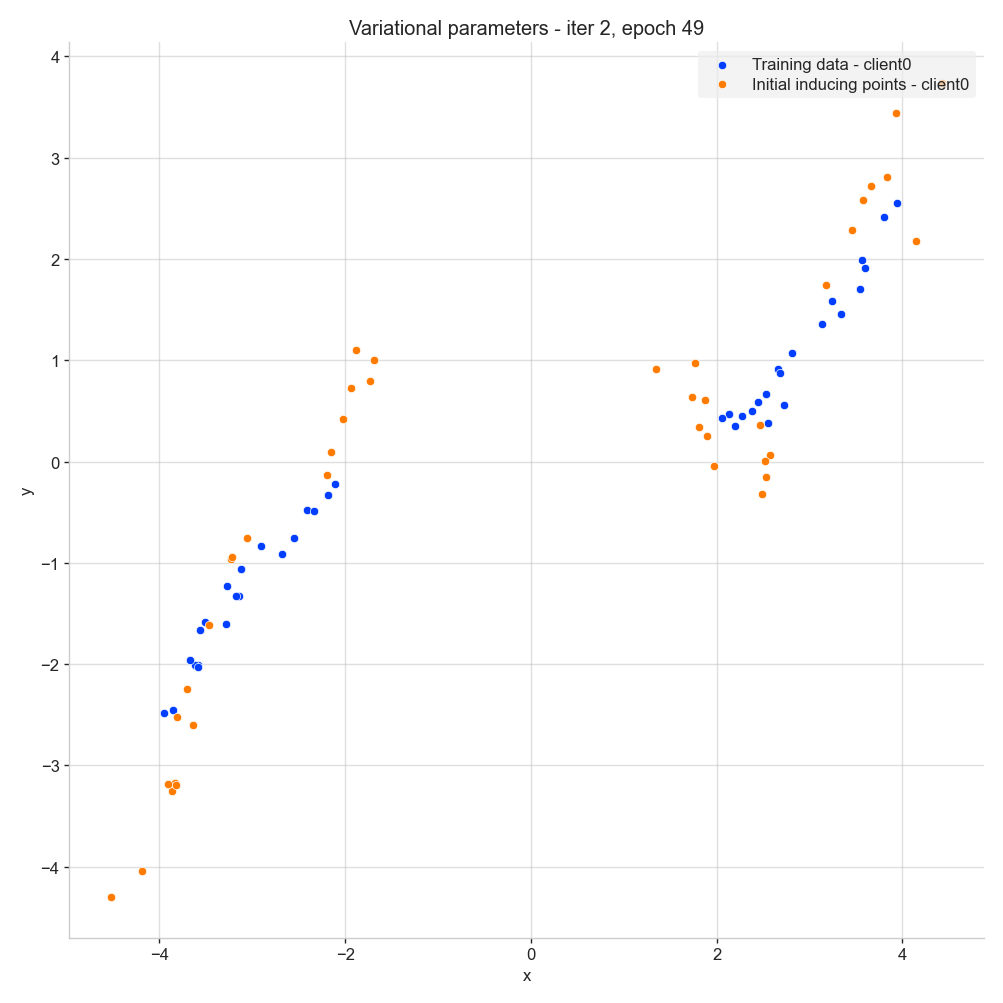 Variational parameters - iter 2, epoch 49
Training data - client0
Initial inducing points - client0
4
3
2
1
0
−1
−2
−3
−4
y
−4
−2
0
2
4
x